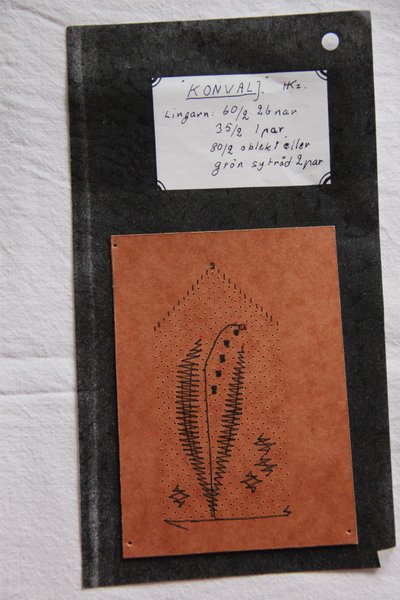 "KONVALJ." HKz.
Lingarn: 60/2 26 par
35/2 1 par
80/2 oblekt eller
grön sytråd 2 par